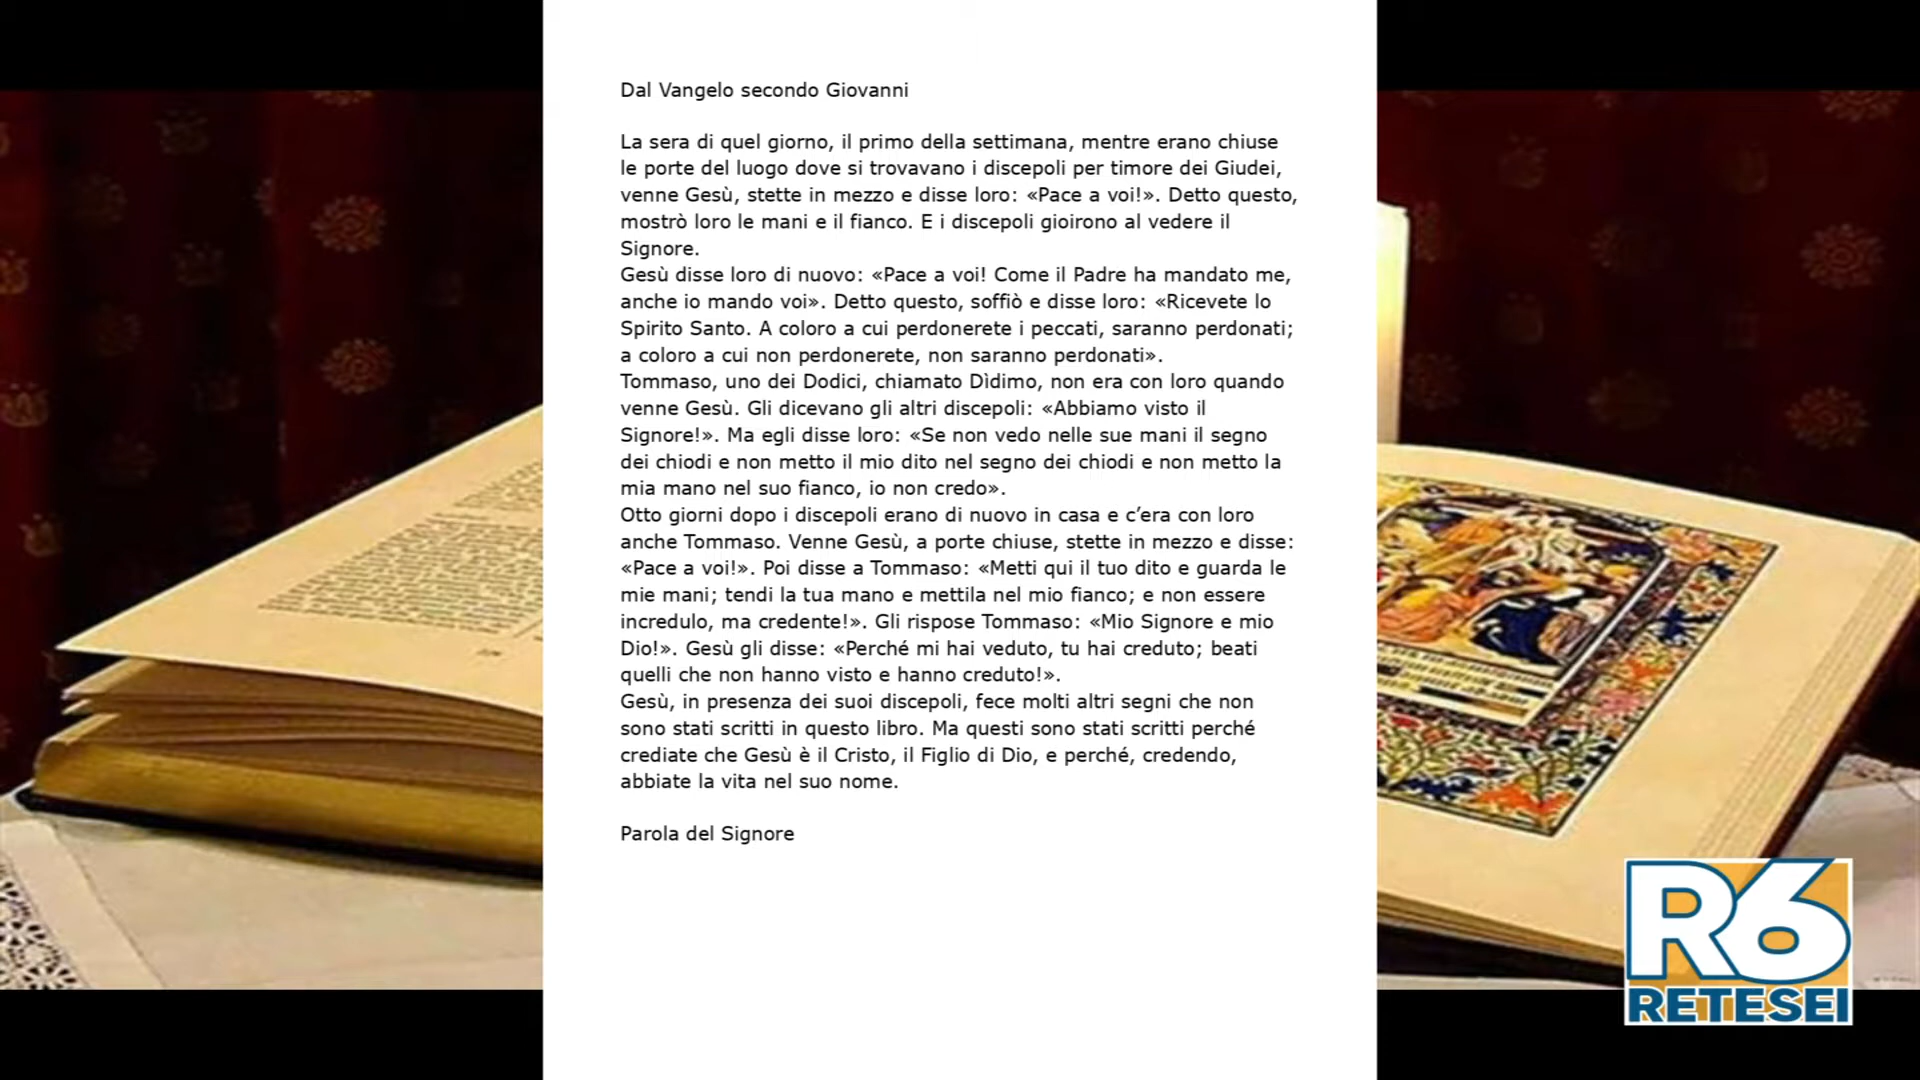 Dal Vangelo secondo Giovanni
La sera di quel giorno, il primo della settimana, mentre erano chiuse
le porte del luogo dove si trovavano i discepoli per timore dei Giudei,
venne Gesù, stette in mezzo e disse loro: «Pace a voi!». Detto questo,
mostrò loro le mani e il fianco. E i discepoli gioirono al vedere il
Signore.
Gesù disse loro di nuovo: «Pace a voi! Come il Padre ha mandato me,
anche io mando voi». Detto questo, soffiò e disse loro: «Ricevete lo
Spirito Santo. A coloro a cui perdonerete i peccati, saranno perdonati;
a coloro a cui non perdonerete, non saranno perdonati».
Tommaso, uno dei Dodici, chiamato Dìdimo, non era con loro quando
venne Gesù. Gli dicevano gli altri discepoli: «Abbiamo visto il
Signore!». Ma egli disse loro: «Se non vedo nelle sue mani il segno
dei chiodi e non metto il mio dito nel segno dei chiodi e non metto la
mia mano nel suo fianco, io non credo».
Otto giorni dopo i discepoli erano di nuovo in casa e c’era con loro
anche Tommaso. Venne Gesù, a porte chiuse, stette in mezzo e disse:
«Pace a voi!». Poi disse a Tommaso: «Metti qui il tuo dito e guarda le
mie mani; tendi la tua mano e mettila nel mio fianco; e non essere
incredulo, ma credente!». Gli rispose Tommaso: «Mio Signore e mio
Dio!». Gesù gli disse: «Perché mi hai veduto, tu hai creduto; beati
quelli che non hanno visto e hanno creduto!».
Gesù, in presenza dei suoi discepoli, fece molti altri segni che non
sono stati scritti in questo libro. Ma questi sono stati scritti perché
crediate che Gesù è il Cristo, il Figlio di Dio, e perché, credendo,
abbiate la vita nel suo nome.
Parola del Signore
R6
RETESEI